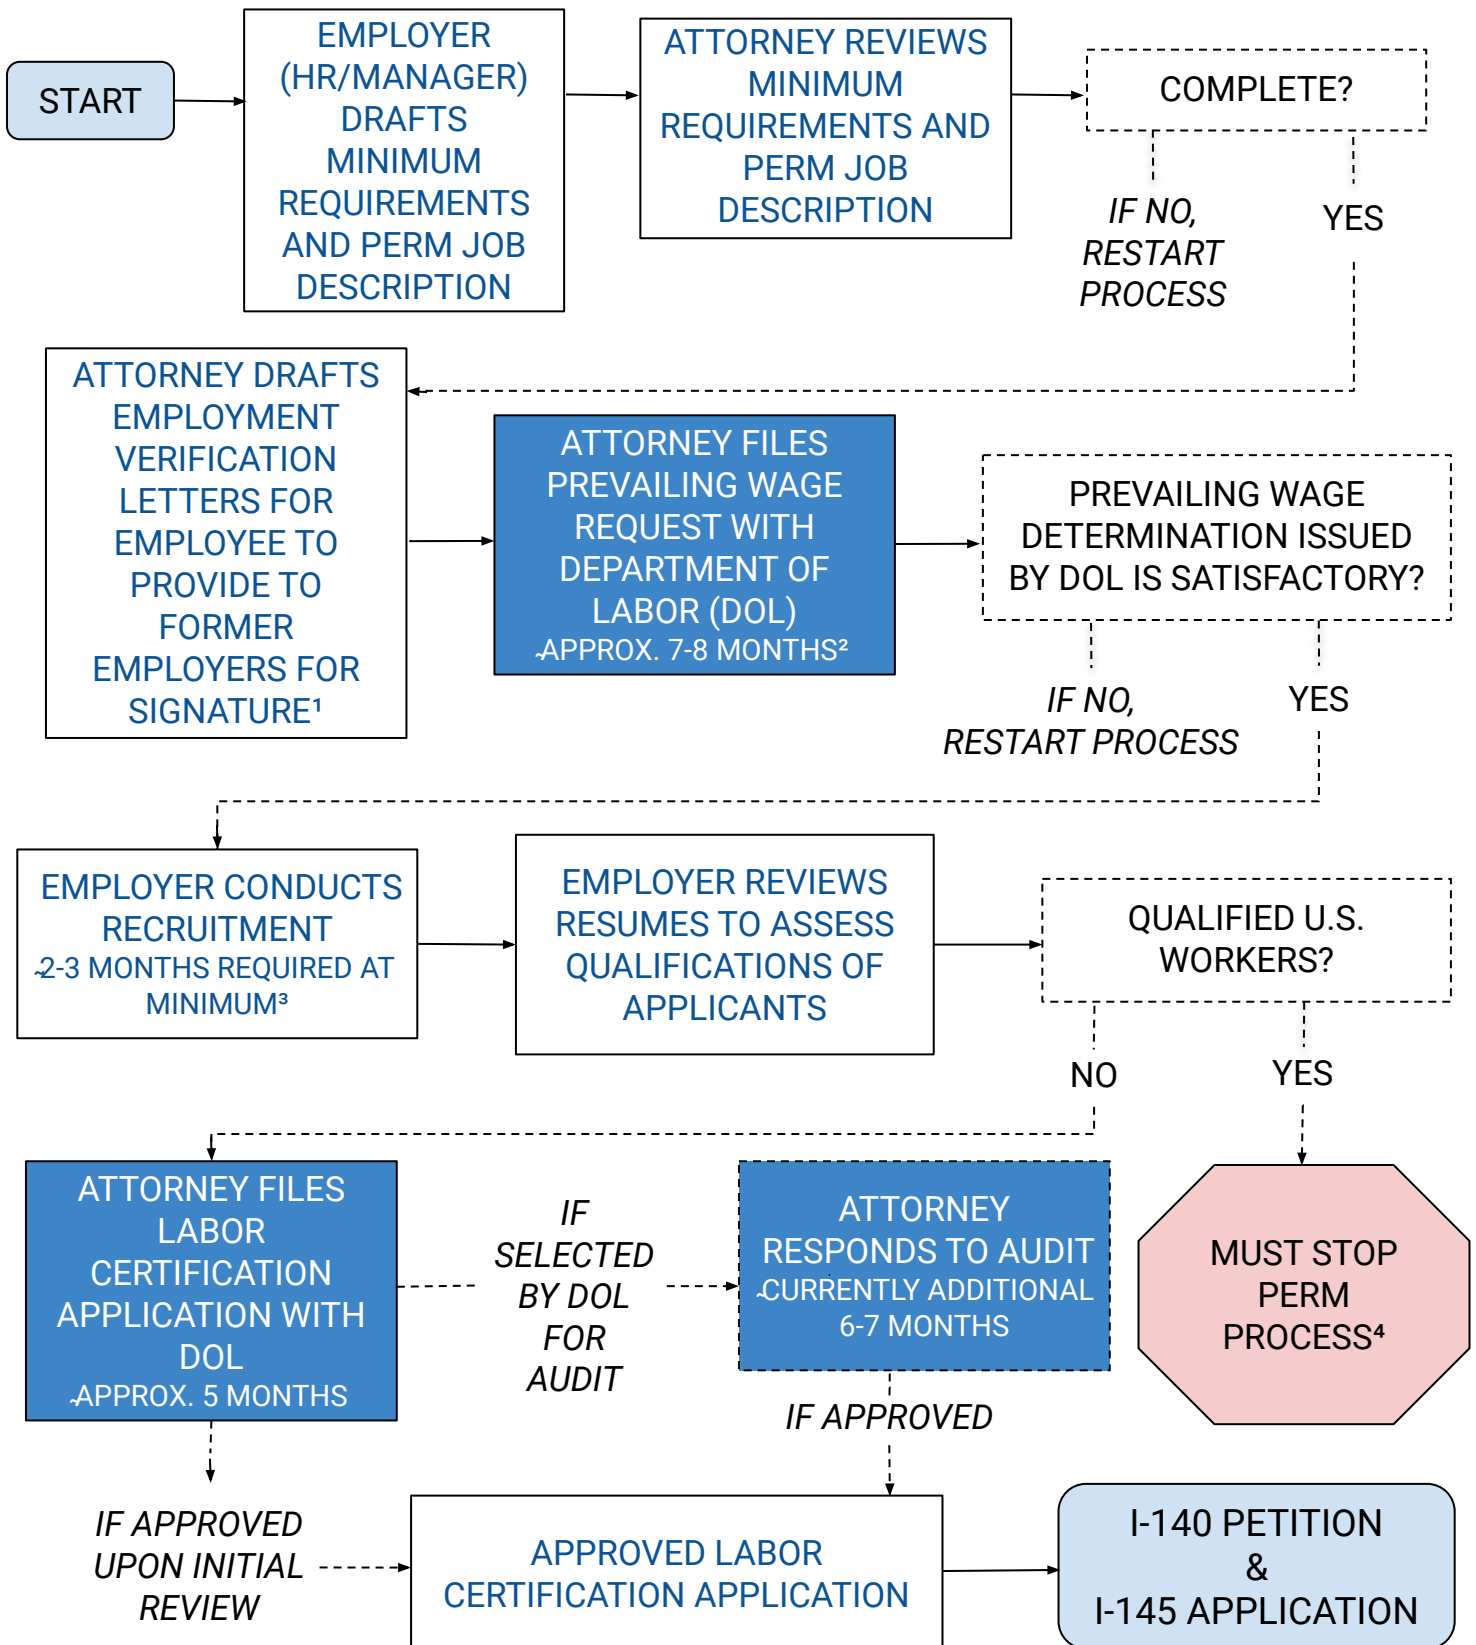 START
EMPLOYER
(HR/MANAGER)
DRAFTS
MINIMUM
REQUIREMENTS
AND PERM JOB
DESCRIPTION
ATTORNEY REVIEWS
MINIMUM
REQUIREMENTS AND
PERM JOB
DESCRIPTION
COMPLETE?
IF NO,
RESTART
PROCESS
YES
ATTORNEY DRAFTS
EMPLOYMENT
VERIFICATION
LETTERS FOR
EMPLOYEE TO
PROVIDE TO
FORMER
EMPLOYERS FOR
SIGNATURE¹
ATTORNEY FILES
PREVAILING WAGE
REQUEST WITH
DEPARTMENT OF
LABOR (DOL)
~APPROX. 7-8 MONTHS²
PREVAILING WAGE
DETERMINATION ISSUED
BY DOL IS SATISFACTORY?
IF NO,
RESTART PROCESS
YES
EMPLOYER CONDUCTS
RECRUITMENT
~2-3 MONTHS REQUIRED AT
MINIMUM³
EMPLOYER REVIEWS
RESUMES TO ASSESS
QUALIFICATIONS OF
APPLICANTS
QUALIFIED U.S.
WORKERS?
NO
YES
ATTORNEY FILES
LABOR
CERTIFICATION
APPLICATION WITH
DOL
~APPROX. 5 MONTHS
IF
SELECTED
BY DOL
FOR
AUDIT
ATTORNEY
RESPONDS TO AUDIT
~CURRENTLY ADDITIONAL
6-7 MONTHS
MUST STOP
PERM
PROCESS⁴
IF APPROVED
IF APPROVED
UPON INITIAL
REVIEW
APPROVED LABOR
CERTIFICATION APPLICATION
I-140 PETITION
&
I-145 APPLICATION